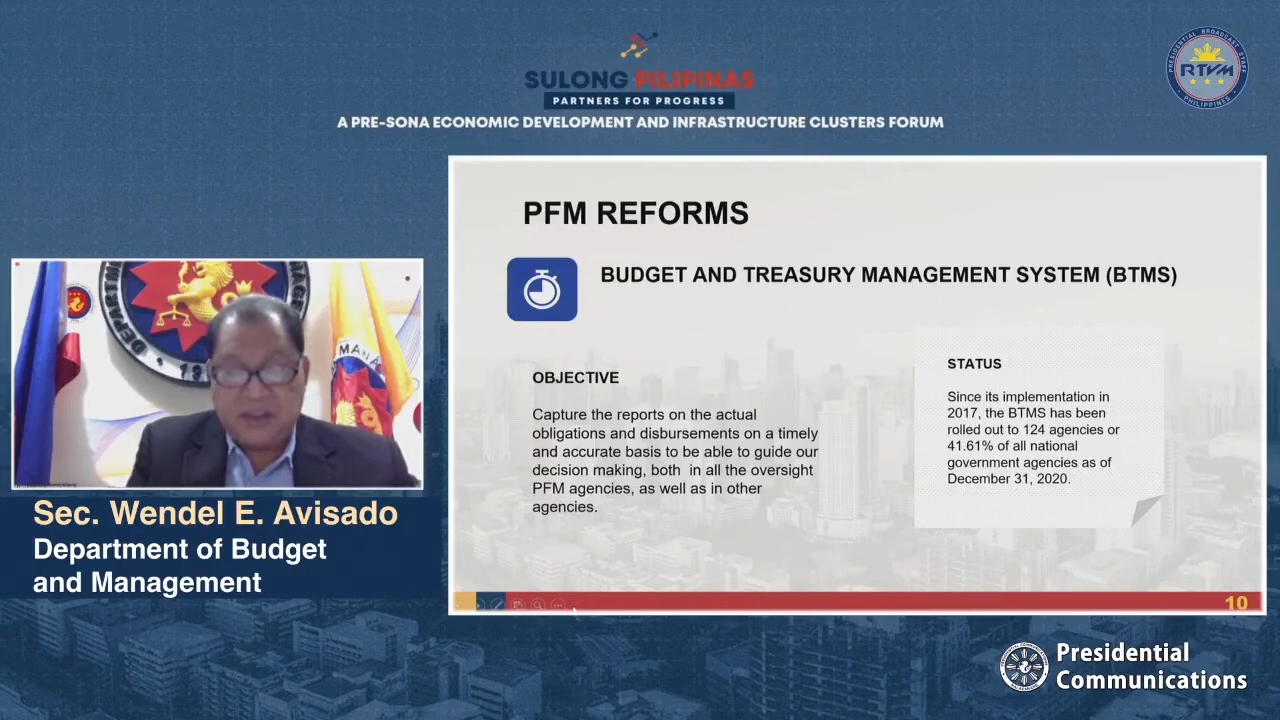 SULONG PILIPINAS
PARTNERS FOR PROGRESS
A PRE-SONA ECONOMIC DEVELOPMENT AND INFRASTRUCTURE CLUSTERS FORUM
PRESIDENTIAL BROADCAST STAFF
RTVM
PHILIPPINES
PFM REFORMS
BUDGET AND TREASURY MANAGEMENT SYSTEM (BTMS)
OBJECTIVE
Capture the reports on the actual
obligations and disbursements on a timely
and accurate basis to be able to guide our
decision making, both in all the oversight
PFM agencies, as well as in other
agencies.
STATUS
Since its implementation in
2017, the BTMS has been
rolled out to 124 agencies or
41.61% of all national
government agencies as of
December 31, 2020.
10
Sec. Wendel E. Avisado
Department of Budget
and Management
Presidential
Communications